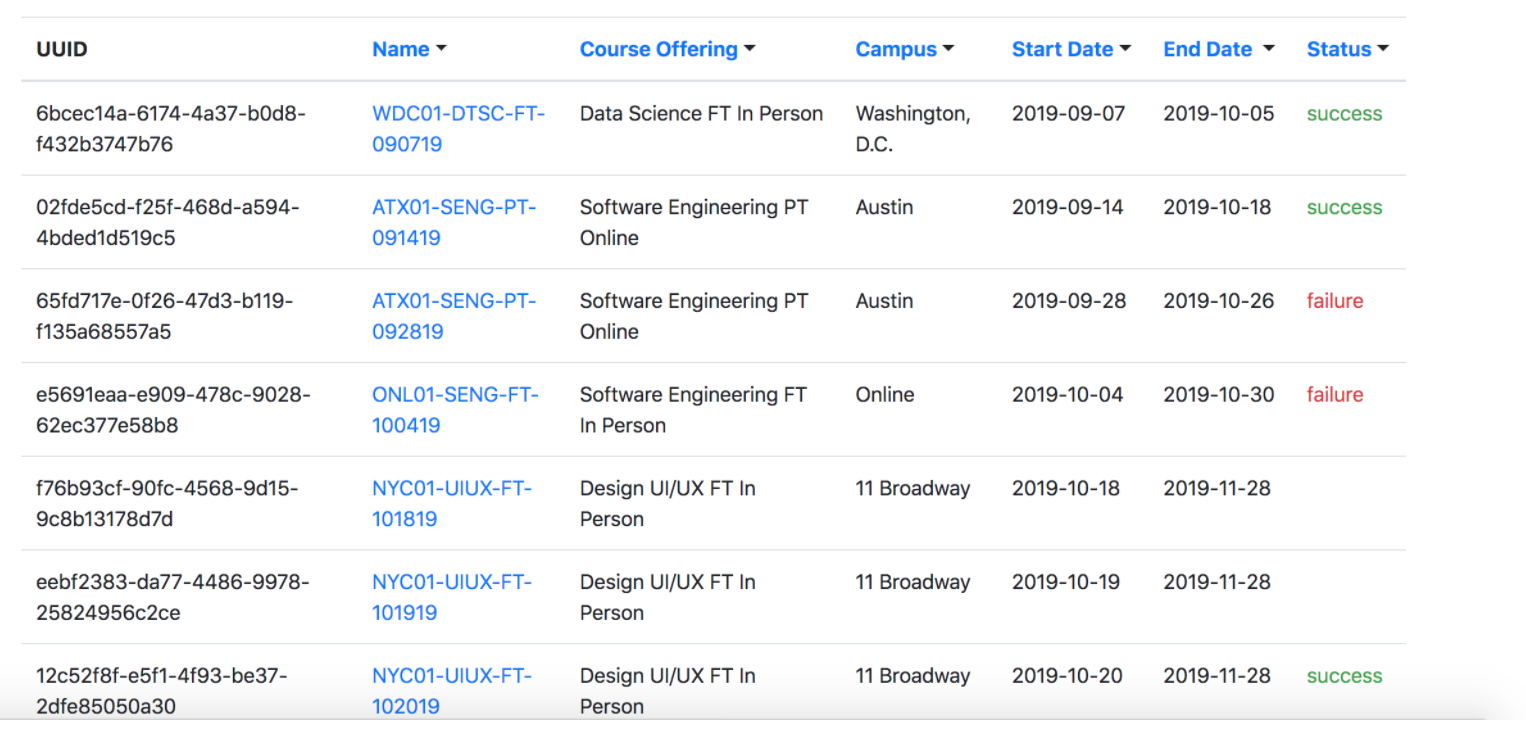 UUID Name Course Offering Campus Start Date End Date Status
6bcec14a-6174-4a37-b0d8- WDC01-DTSC-FT- Data Science FT In Person Washington, 2019-09-07 2019-10-05 success
f432b3747b76 090719 D.C.
02fde5cd-f25f-468d-a594- ATX01-SENG-PT- Software Engineering PT Austin 2019-09-14 2019-10-18 success
4bded1d519c5 091419 Online
65fd717e-0f26-47d3-b119- ATX01-SENG-PT- Software Engineering PT Austin 2019-09-28 2019-10-26 failure
f135a68557a5 092819 Online
e5691eaa-e909-478c-9028- ONL01-SENG-FT- Software Engineering FT Online 2019-10-04 2019-10-30 failure
62ec377e58b8 100419 In Person
f76b93cf-90fc-4568-9d15- NYC01-UIUX-FT- Design UI/UX FT In 11 Broadway 2019-10-18 2019-11-28
9c8b13178d7d 101819 Person
eebf2383-da77-4486-9978- NYC01-UIUX-FT- Design UI/UX FT In 11 Broadway 2019-10-19 2019-11-28
25824956c2ce 101919 Person
12c52f8f-e5f1-4f93-be37- NYC01-UIUX-FT- Design UI/UX FT In 11 Broadway 2019-10-20 2019-11-28 success
2dfe85050a30 102019 Person